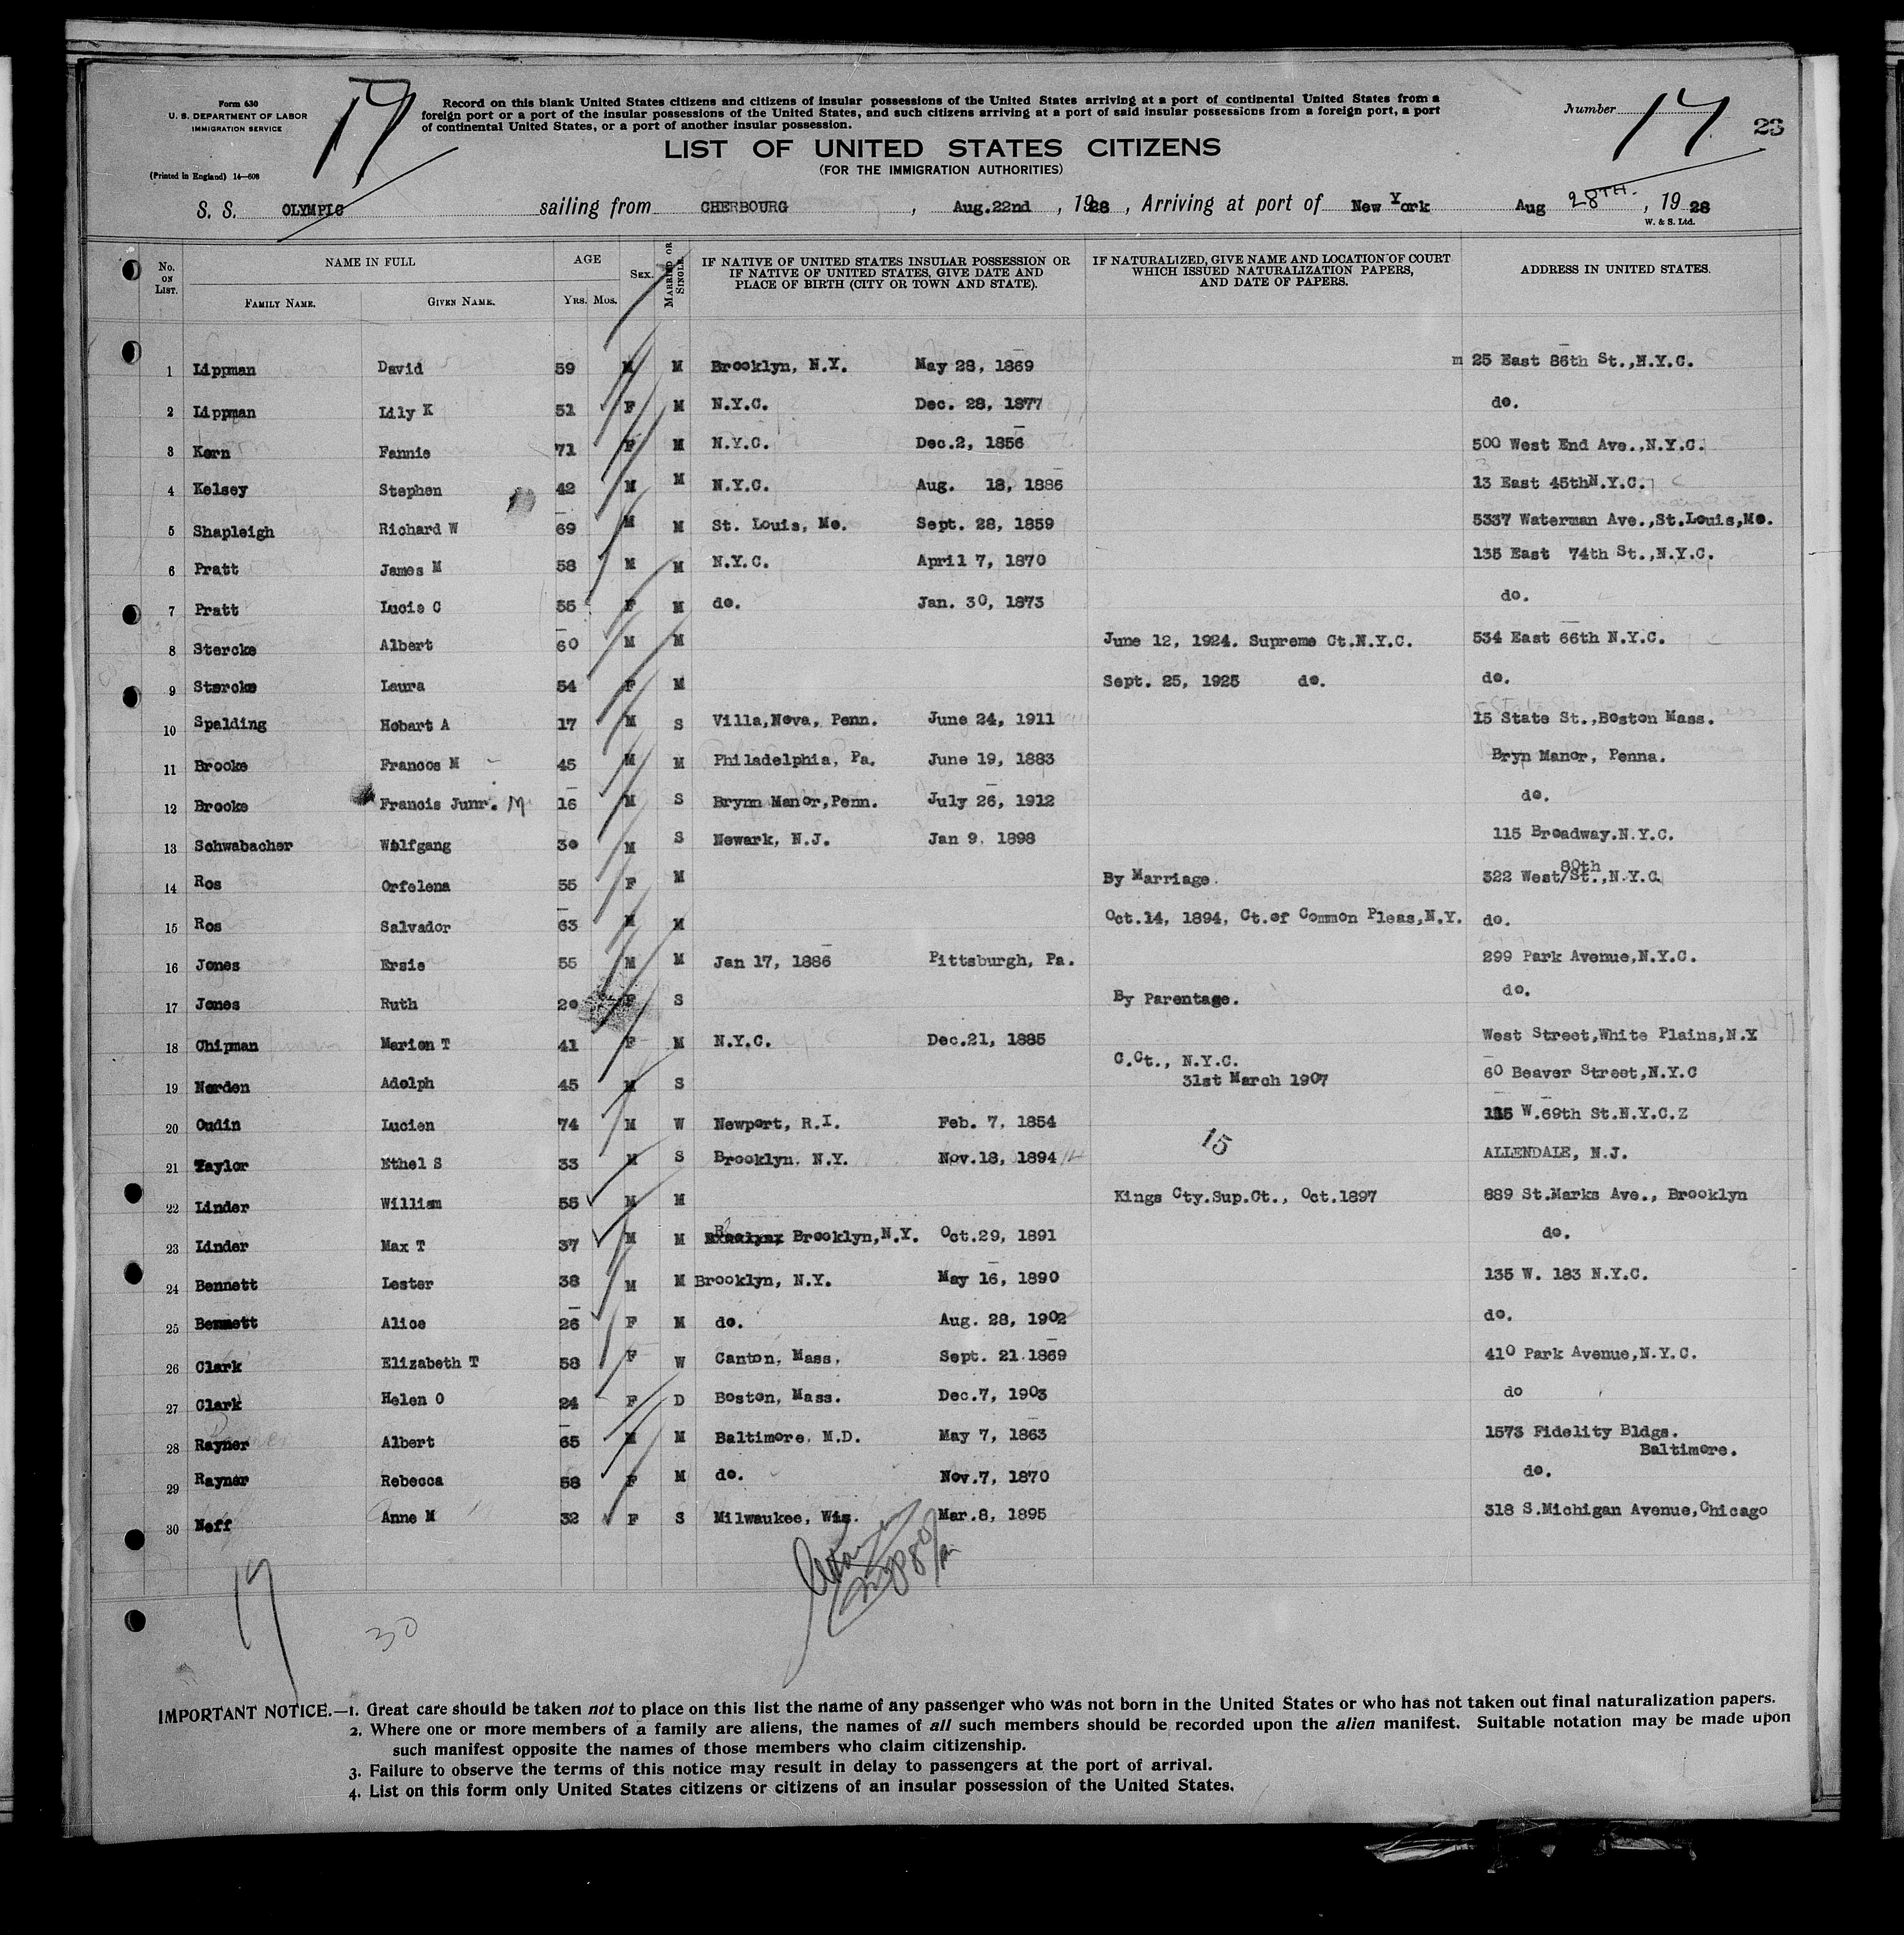 Form 630
U. S. DEPARTMENT OF LABOR
IMMIGRATION SERVICE
(Printed in England) 14—608
17
Record on this blank United States citizens and citizens of insular possessions of the United States arriving at a port of continental United States from a
foreign port or a port of the insular possessions of the United States, and such citizens arriving at a port of said insular possessions from a foreign port, a port
of continental United States, or a port of another insular possession.
Number 17
23
LIST OF UNITED STATES CITIZENS
(FOR THE IMMIGRATION AUTHORITIES)
S. S. OLYMPIC sailing from CHERBOURG, Aug.22nd, 1928, Arriving at port of New York Aug 28TH., 1928
W. & S. Ltd.
No. ON LIST. NAME IN FULL AGE SEX. MARRIED OR SINGLE. IF NATIVE OF UNITED STATES INSULAR POSSESSION OR IF NATIVE OF UNITED STATES, GIVE DATE AND PLACE OF BIRTH (CITY OR TOWN AND STATE). IF NATURALIZED, GIVE NAME AND LOCATION OF COURT WHICH ISSUED NATURALIZATION PAPERS, AND DATE OF PAPERS. ADDRESS IN UNITED STATES.
FAMILY NAME. GIVEN NAME. YRS. MOS.
1 Lippman David 59 M M Brooklyn, N.Y. May 28, 1869 m 25 East 86th St.,N.Y.C.
2 Lippman Lily K 51 F M N.Y.C. Dec. 28, 1877 do.
3 Kern Fannie 71 F M N.Y.C. Dec.2, 1856 500 West End Ave.,N.Y.C.
4 Kelsey Stephen 42 M M N.Y.C. Aug. 18, 1886 13 East 45thN.Y.C.
5 Shapleigh Richard W 69 M M St. Louis, Mo. Sept. 28, 1859 5337 Waterman Ave.,St.Louis,Mo.
6 Pratt James M 58 M M N.Y.C. April 7, 1870 135 East 74th St.,N.Y.C.
7 Pratt Lucie C 55 F M do. Jan. 30, 1873 do.
8 Stercke Albert 60 M M June 12, 1924. Supreme Ct.N.Y.C. 534 East 66th N.Y.C.
9 Stercke Laura 54 F M Sept. 25, 1925 do. do.
10 Spalding Hobart A 17 M S Villa,Nova, Penn. June 24, 1911 15 State St.,Boston Mass.
11 Brooke Frances M 45 M M Philadelphia, Pa. June 19, 1883 Bryn Manor, Penna.
12 Brooke Francis Junr. M 16 M S Brynn Manor,Penn. July 26, 1912 do.
13 Schwabacher Wolfgang 30 M S Newark, N.J. Jan 9, 1898 115 Broadway.N.Y.C.
14 Ros Orfelena 55 F M By Marriage. 322 West/80th St.,N.Y.C.
15 Ros Salvador 63 M M Oct.14, 1894, Ct.of Common Pleas,N.Y. do.
16 Jones Ersie 55 M M Jan 17, 1886 Pittsburgh, Pa. 299 Park Avenue,N.Y.C.
17 Jones Ruth 20 F S By Parentage. do.
18 Chipman Marion T 41 F M N.Y.C. Dec.21, 1885 West Street,White Plains,N.Y
19 Norden Adolph 45 M S C.Ct., N.Y.C. 31st March 1907 60 Beaver Street,N.Y.C
20 Oudin Lucien 74 M W Newport, R.I. Feb. 7, 1854 115 W.69th St.N.Y.C.Z
15
21 Taylor Ethel S 33 M S Brooklyn, N.Y. Nov.18, 1894 ALLENDALE, N.J.
22 Linder William 55 M M Kings Cty.Sup.Ct., Oct.1897 889 St.Marks Ave., Brooklyn
23 Linder Max T 37 M M Brooklyn,N.Y. Oct.29, 1891 do.
24 Bennett Lester 38 M M Brooklyn, N.Y. May 16, 1890 135 W. 183 N.Y.C.
25 Bennett Alice 26 F M do. Aug. 28, 1902 do.
26 Clark Elizabeth T 58 F W Canton, Mass, Sept. 21.1869 410 Park Avenue,N.Y.C.
27 Clark Helen O 24 F D Boston, Mass. Dec.7, 1903 do
28 Rayner Albert 65 M M Baltimore, M.D. May 7, 1863 1573 Fidelity Bldgs. Baltimore.
29 Rayner Rebecca 58 F M do. Nov.7, 1870 do.
30 Neff Anne M 32 F S Milwaukee, Wis. Mar.8, 1895 318 S.Michigan Avenue,Chicago
17
30
IMPORTANT NOTICE.—1. Great care should be taken not to place on this list the name of any passenger who was not born in the United States or who has not taken out final naturalization papers.
2. Where one or more members of a family are aliens, the names of all such members should be recorded upon the alien manifest. Suitable notation may be made upon
such manifest opposite the names of those members who claim citizenship.
3. Failure to observe the terms of this notice may result in delay to passengers at the port of arrival.
4. List on this form only United States citizens or citizens of an insular possession of the United States.